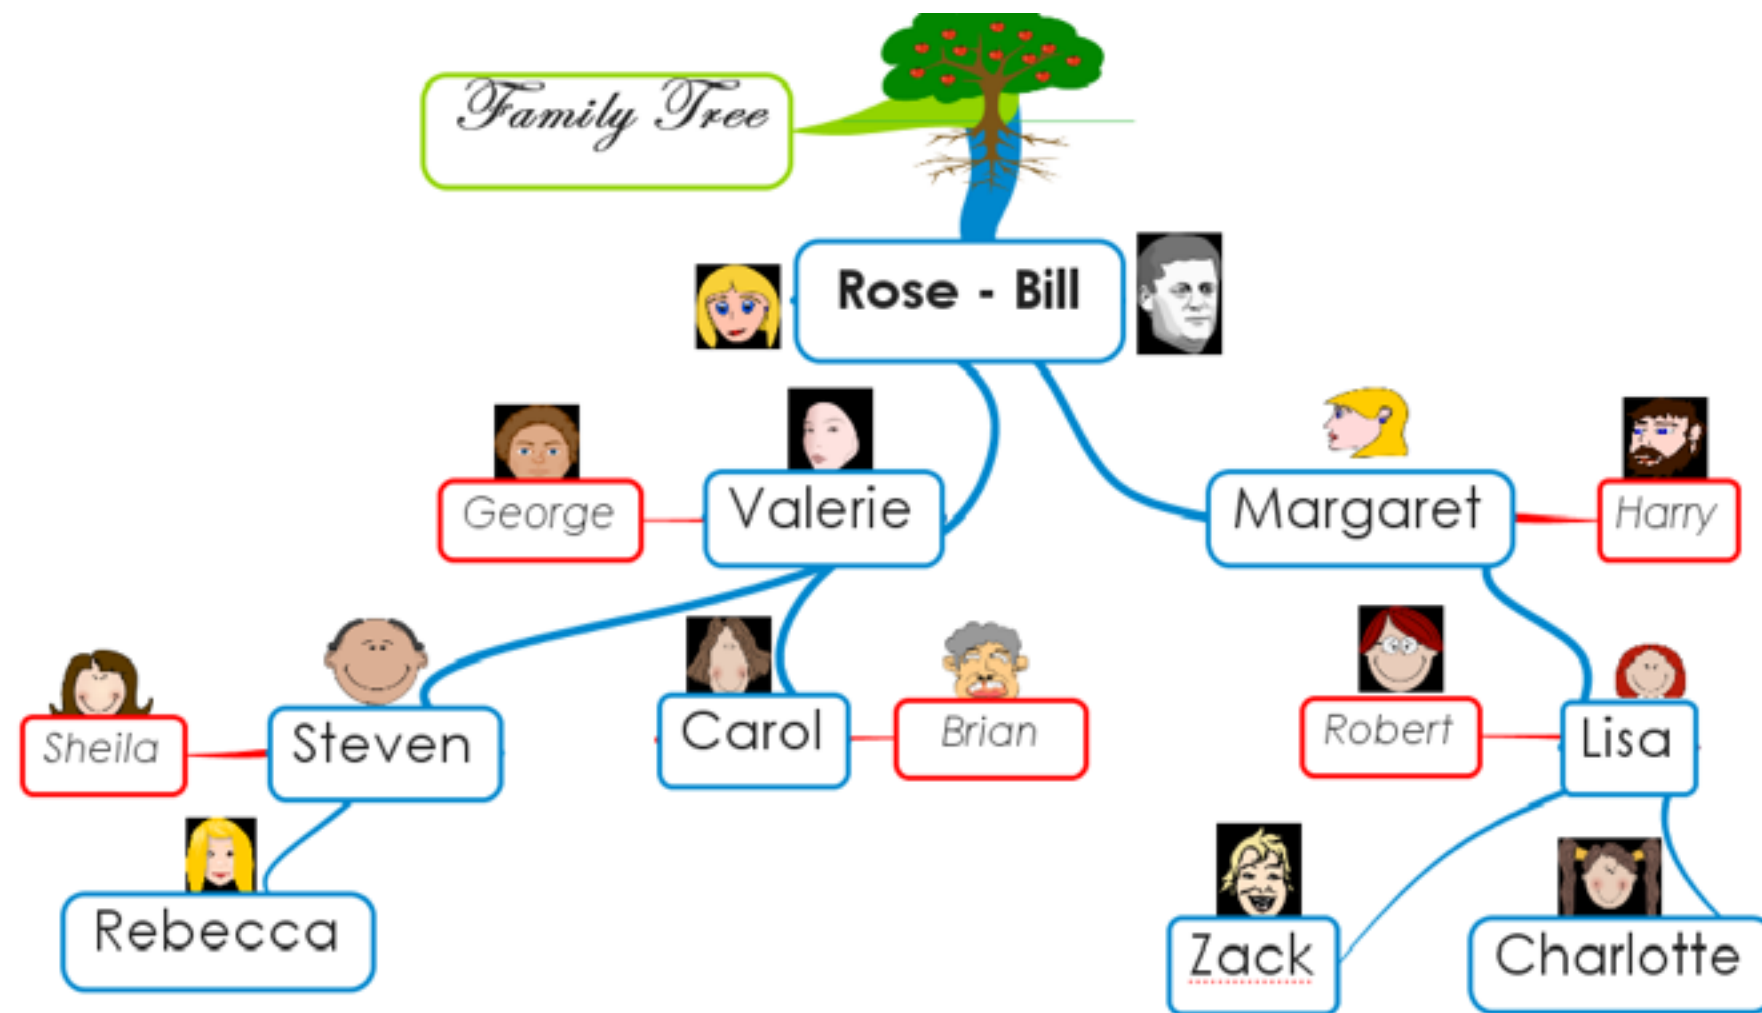 Family Tree
Rose - Bill
George
Valerie
Margaret
Harry
Sheila
Steven
Carol
Brian
Robert
Lisa
Rebecca
Zack
Charlotte